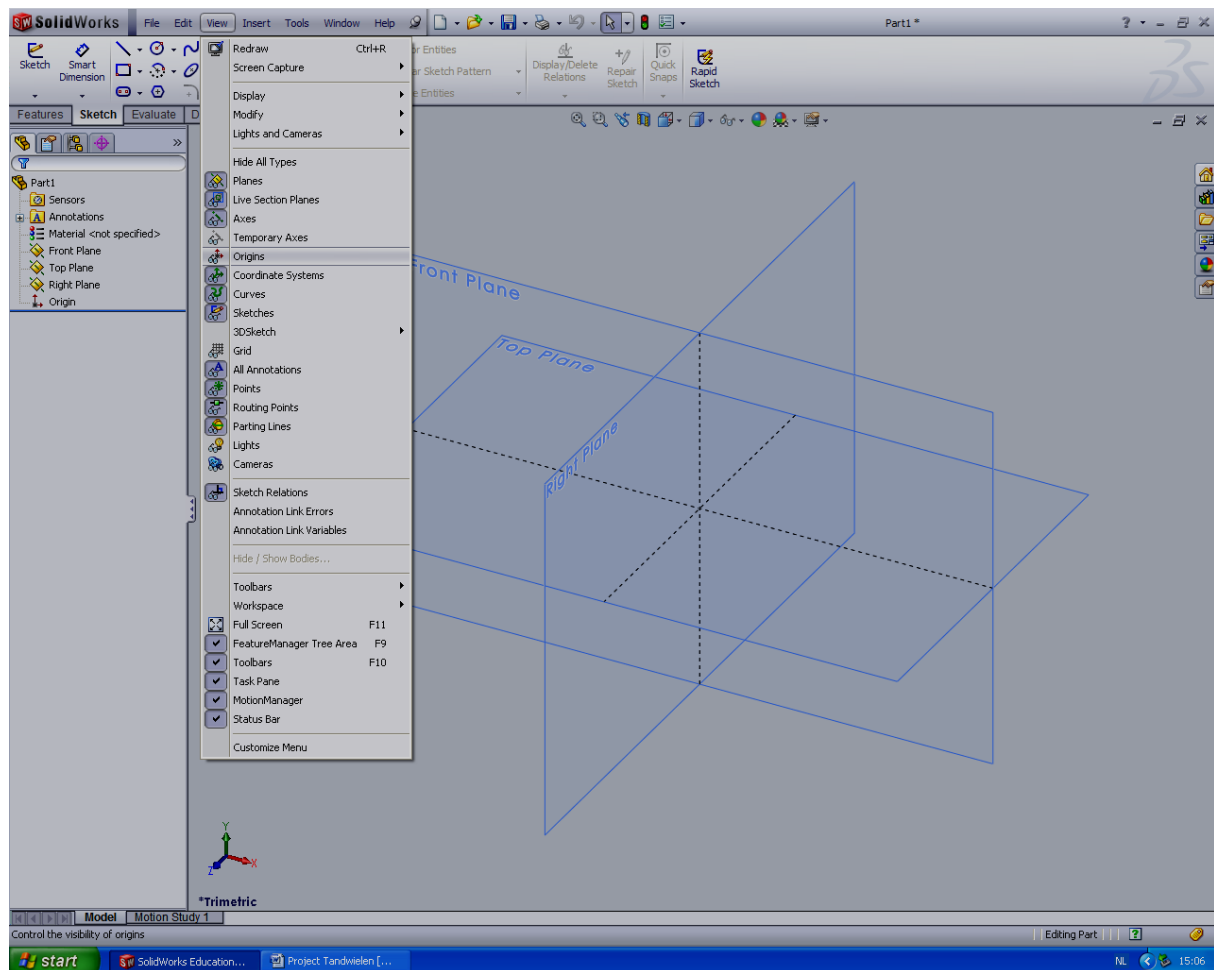 SolidWorks File Edit View Insert Tools Window Help Part1 *
Sketch Smart Dimension
Entities
Sketch Pattern
Entities
Display/Delete Relations Repair Sketch Quick Snaps Rapid Sketch
Features Sketch Evaluate D
Part1
Sensors
Annotations
Material <not specified>
Front Plane
Top Plane
Right Plane
Origin
Redraw Ctrl+R
Screen Capture
Display
Modify
Lights and Cameras
Hide All Types
Planes
Live Section Planes
Axes
Temporary Axes
Origins
Coordinate Systems
Curves
Sketches
3DSketch
Grid
All Annotations
Points
Routing Points
Parting Lines
Lights
Cameras
Sketch Relations
Annotation Link Errors
Annotation Link Variables
Hide / Show Bodies...
Toolbars
Workspace
Full Screen F11
FeatureManager Tree Area F9
Toolbars F10
Task Pane
MotionManager
Status Bar
Customize Menu
Front Plane
Top Plane
Right Plane
Y
X
Z
*Trimetric
Model Motion Study 1
Control the visibility of origins Editing Part
start SolidWorks Education... Project Tandwielen [... NL 15:06